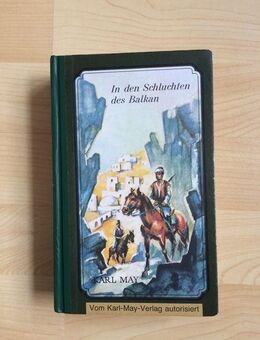 In den Schluchten
des Balkan
KARL MAY
Vom Karl-May-Verlag autorisiert